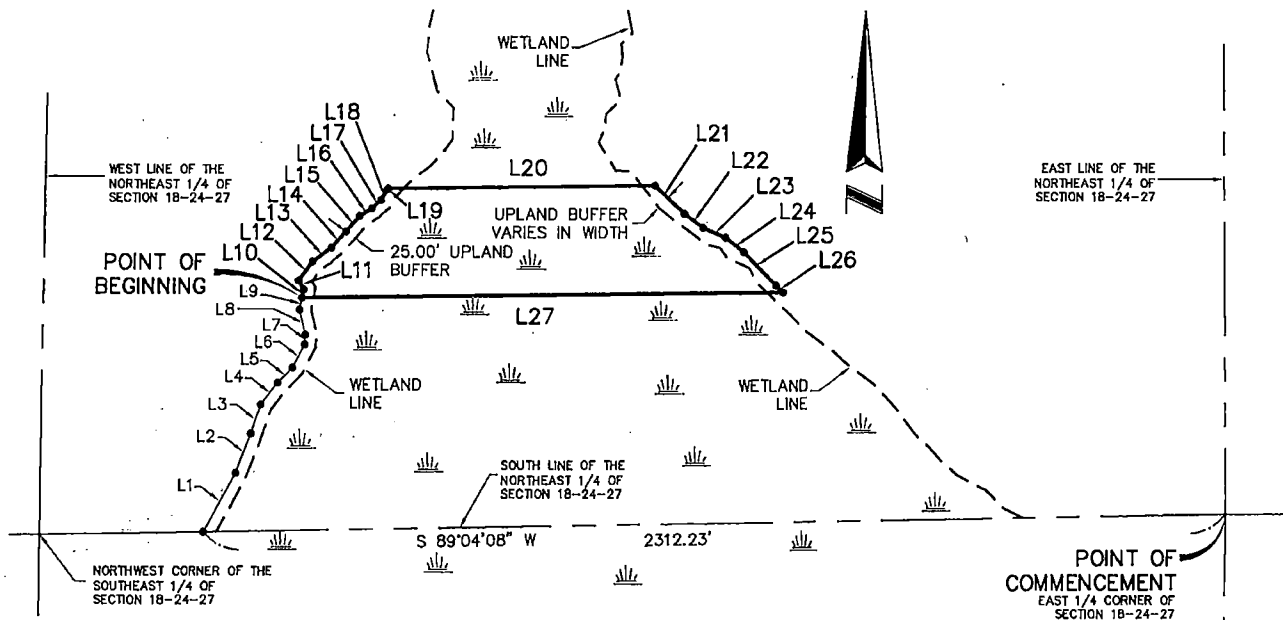 WETLAND
LINE
L18
L17
L16
L15
L14
L13
L12
L10
L20
L19
L21
L22
L23
L24
L25
L26
WEST LINE OF THE
NORTHEAST 1/4 OF
SECTION 18-24-27
EAST LINE OF THE
NORTHEAST 1/4 OF
SECTION 18-24-27
UPLAND BUFFER
VARIES IN WIDTH
25.00' UPLAND
BUFFER
POINT OF
BEGINNING
L11
L9
L8
L7
L6
L5
L4
L3
L2
L1
L27
WETLAND
LINE
WETLAND
LINE
SOUTH LINE OF THE
NORTHEAST 1/4 OF
SECTION 18-24-27
S 89°04'08" W 2312.23'
NORTHWEST CORNER OF THE
SOUTHEAST 1/4 OF
SECTION 18-24-27
POINT OF
COMMENCEMENT
EAST 1/4 CORNER OF
SECTION 18-24-27
N